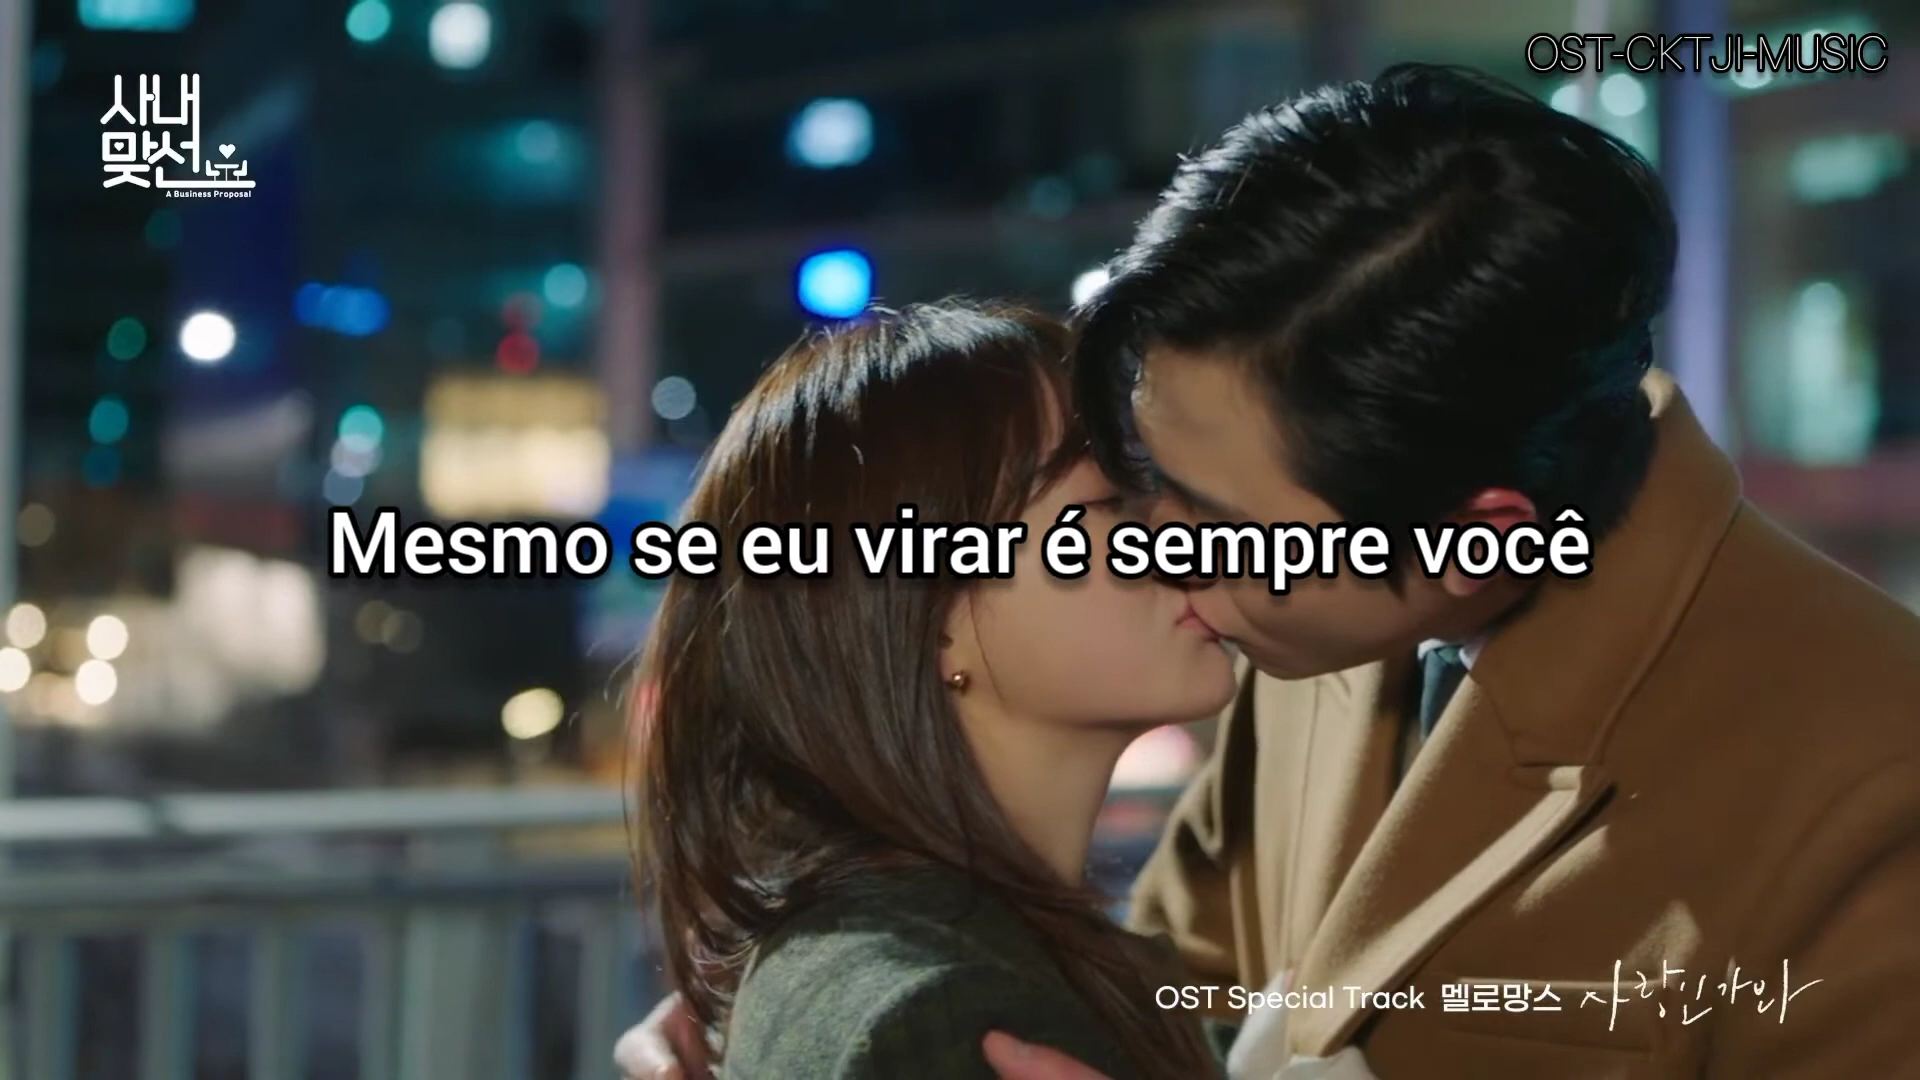 OST-CKTJI-MUSIC
사내
맞선
A Business Proposal
Mesmo se eu virar é sempre você
OST Special Track 멜로망스 사랑인가봐